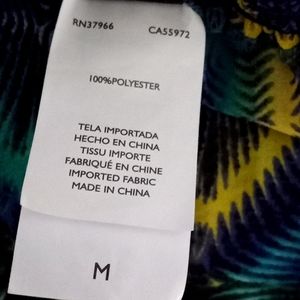 RN37966 CA55972
100%POLYESTER
TELA IMPORTADA
HECHO EN CHINA
TISSU IMPORTE
FABRIQUÉ EN CHINE
IMPORTED FABRIC
MADE IN CHINA
M